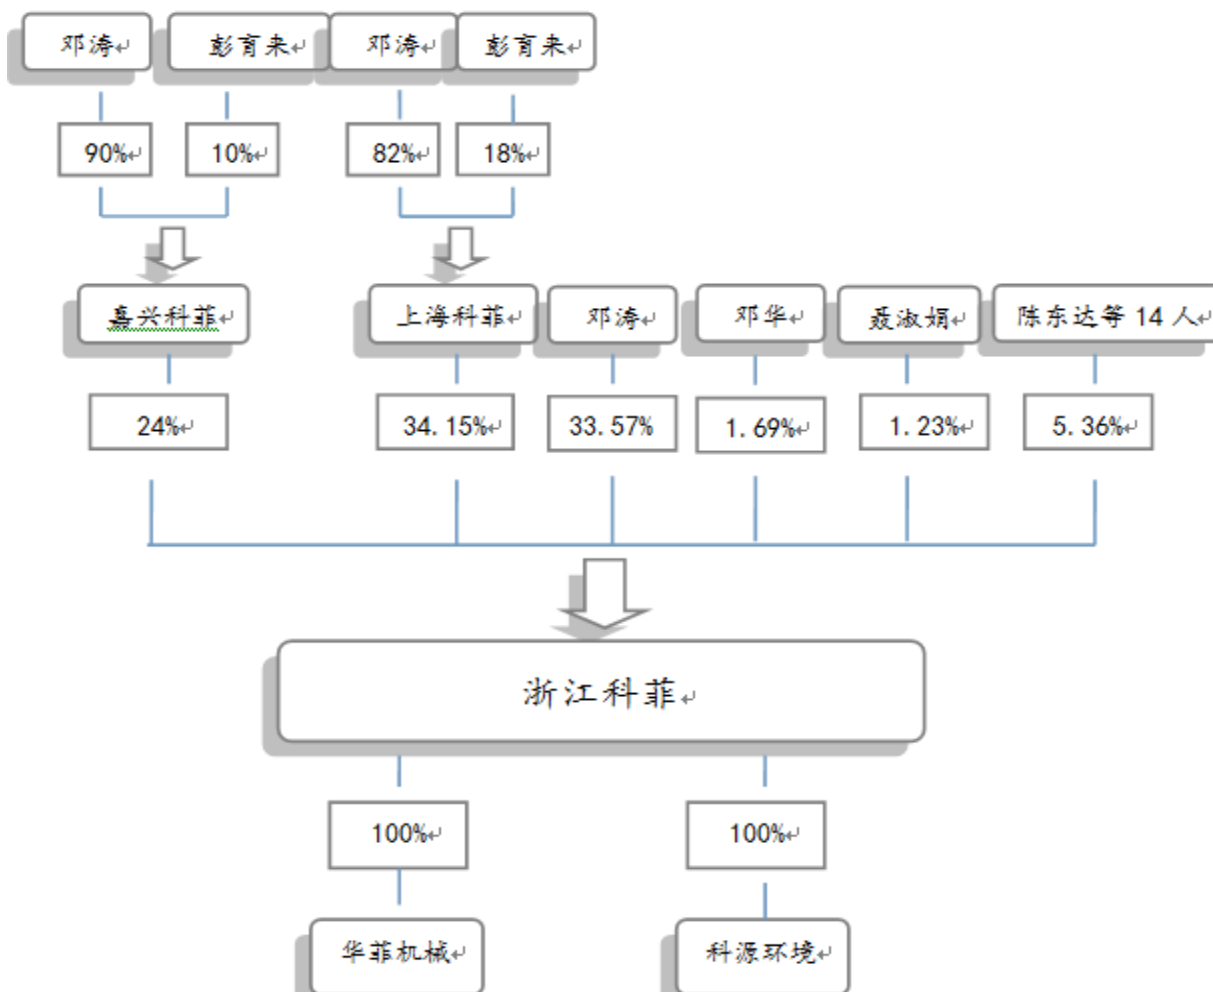 邓涛 彭育来 邓涛 彭育来
90% 10% 82% 18%
嘉兴科菲 上海科菲 邓涛 邓华 聂淑娟 陈东达等 14 人
24% 34.15% 33.57% 1.69% 1.23% 5.36%
浙江科菲
100% 100%
华菲机械 科源环境